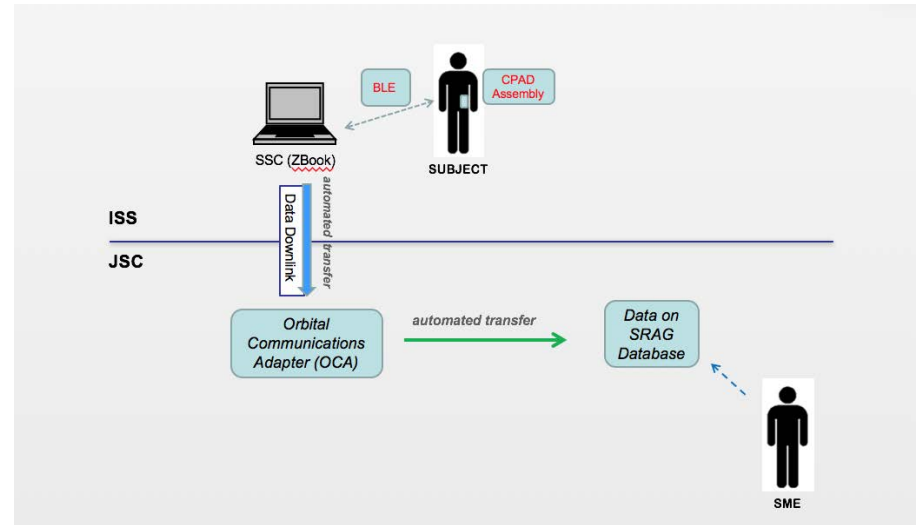 BLE
CPAD
Assembly
SSC (ZBook)
SUBJECT
automated transfer
Data Downlink
ISS
JSC
Orbital
Communications
Adapter (OCA)
automated transfer
Data on
SRAG
Database
SME